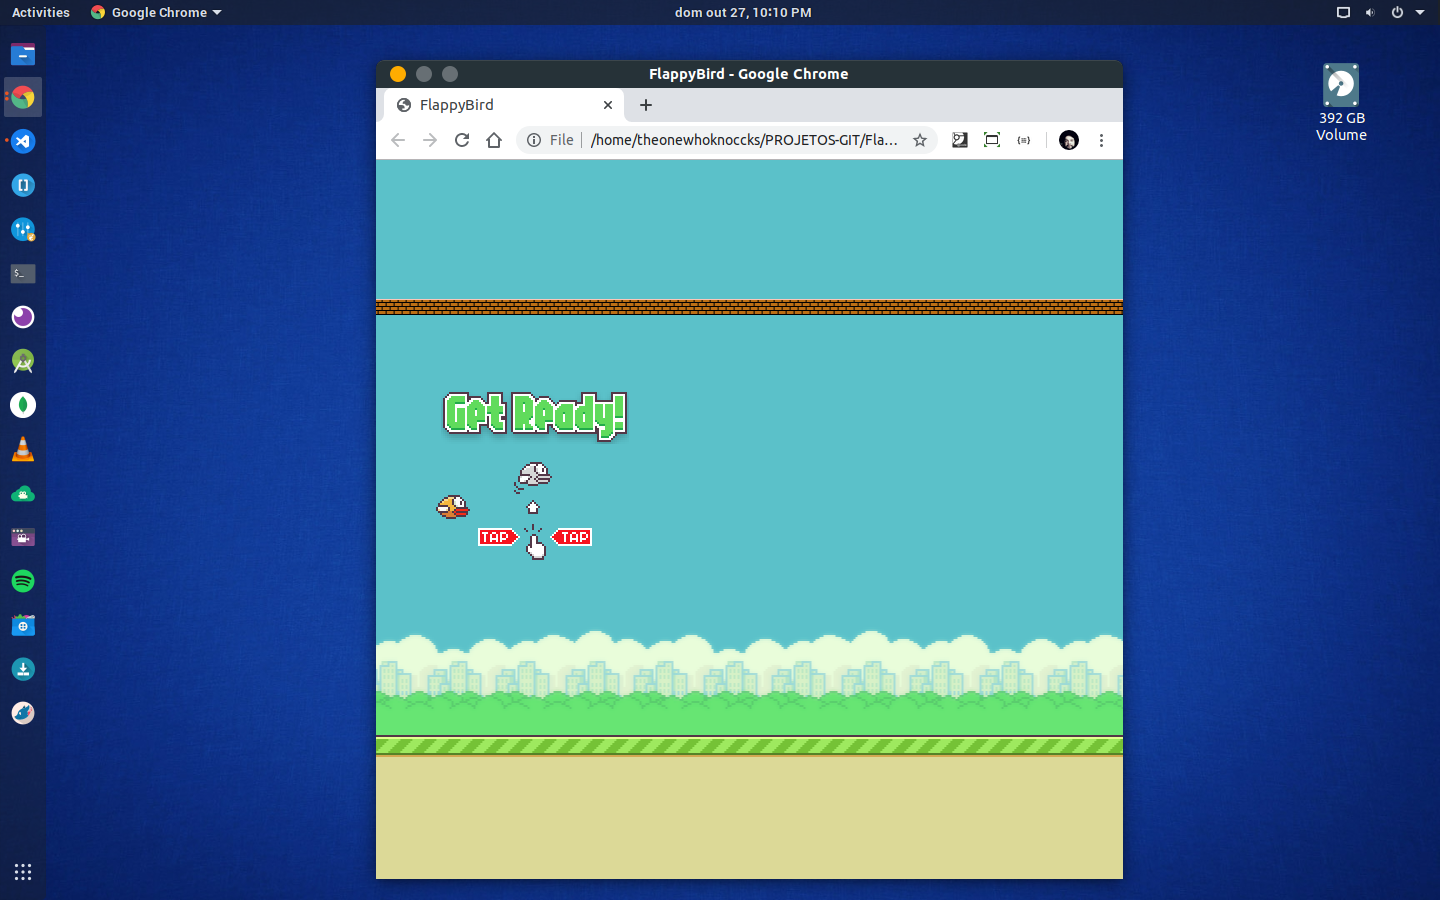 Activities
Google Chrome
dom out 27, 10:10 PM
FlappyBird - Google Chrome
FlappyBird
File
/home/theonewhoknoccks/PROJETOS-GIT/Fla...
392 GB
Volume
$_
Get Ready!
TAP
TAP